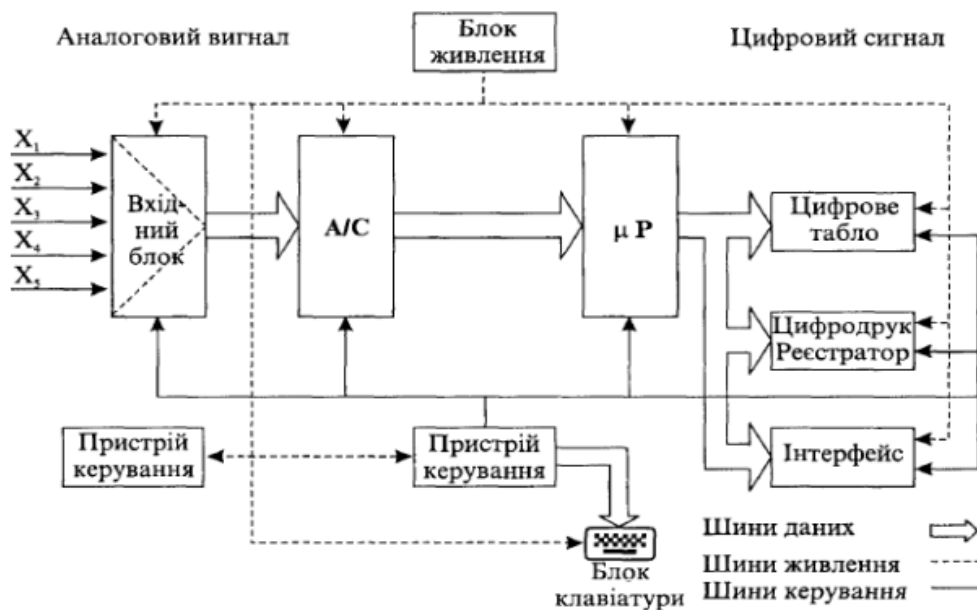 Аналоговий вигнал
Блок
живлення
Цифровий сигнал
X₁
X₂
X₃
X₄
X₅
Вхід-
ний
блок
A/C
μ P
Цифрове
табло
Цифродрук
Реєстратор
Інтерфейс
Пристрій
керування
Пристрій
керування
Блок
клавіатури
Шини даних
Шини живлення
Шини керування